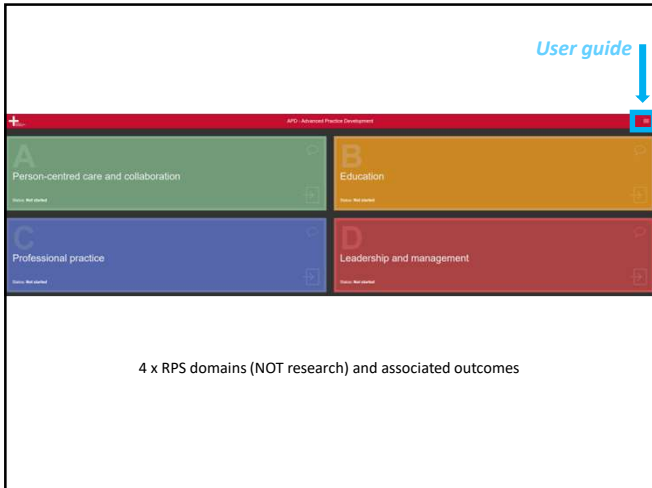 User guide
APD - Advanced Practice Development
A
Person-centred care and collaboration
Status: Not started
B
Education
Status: Not started
C
Professional practice
Status: Not started
D
Leadership and management
Status: Not started
4 x RPS domains (NOT research) and associated outcomes